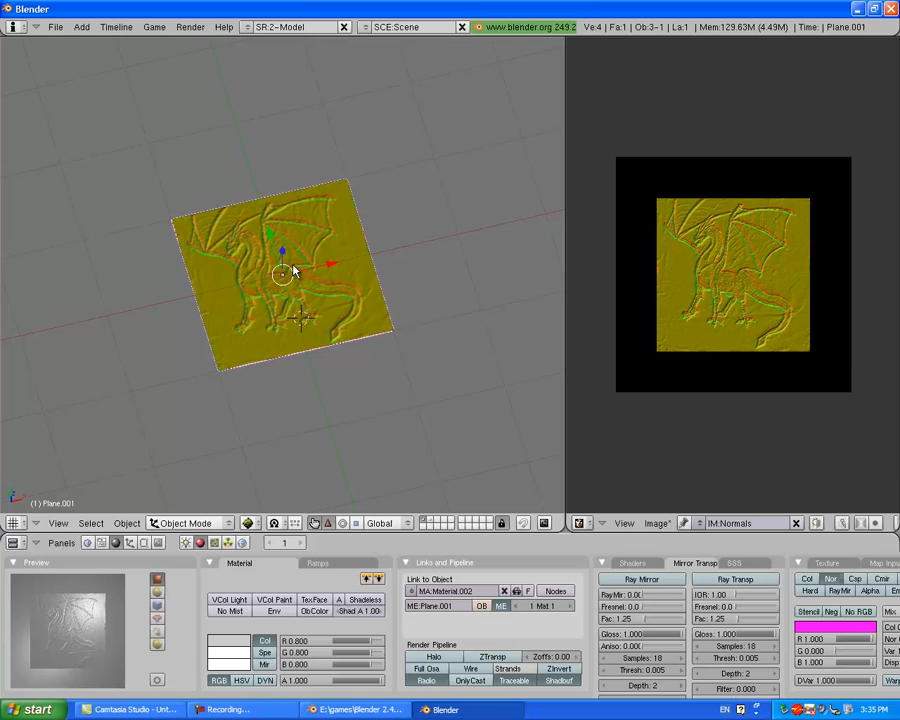 Blender
File Add Timeline Game Render Help SR:2-Model SCE:Scene www.blender.org 249.2 Ve:4 | Fa:1 | Ob:3-1 | La:1 | Mem:129.63M (4.49M) | Time: | Plane.001
(1) Plane.001
View Select Object Object Mode Global View Image* IM:Normals
Panels 1
Preview Material Ramps Links and Pipeline Shaders Mirror Transp SSS Texture Map Inpu
Link to Object
MA:Material.002 F Nodes
ME:Plane.001 OB ME 1 Mat 1
VCol Light VCol Paint TexFace A Shadeless
No Mist Env ObColor Shad A 1.00
Render Pipeline
Halo ZTransp Zoffs: 0.00
Full Osa Wire Strands ZInvert
Radio OnlyCast Traceable Shadbuf
Col R 0.800
Spe G 0.800
Mir B 0.800
RGB HSV DYN A 1.000
Ray Mirror Ray Transp
RayMir: 0.0 IOR: 1.00
Fresnel: 0.0 Fresnel: 0.0
Fac: 1.25 Fac: 1.25
Gloss: 1.000 Gloss: 1.000
Aniso: 0.00 Samples: 18
Samples: 18 Thresh: 0.005
Thresh: 0.005 Depth: 2
Depth: 2 Filter: 0.000
Col Nor Csp Cmir
Hard RayMir Alpha
Stencil Neg No RGB Mix
R 1.000
G 0.000
B 1.000
DVar 1.000 Warp
start Camtasia Studio - Unt... Recording... E:\games\Blender 2.4... Blender EN 3:35 PM